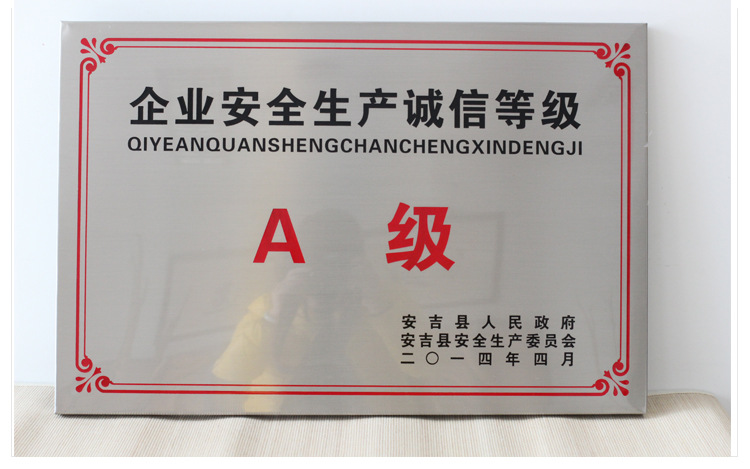 企业安全生产诚信等级
QIYEANQUANSHENGCHANCHENGXINDENGJI
A 级
安吉县人民政府
安吉县安全生产委员会
二〇一四年四月